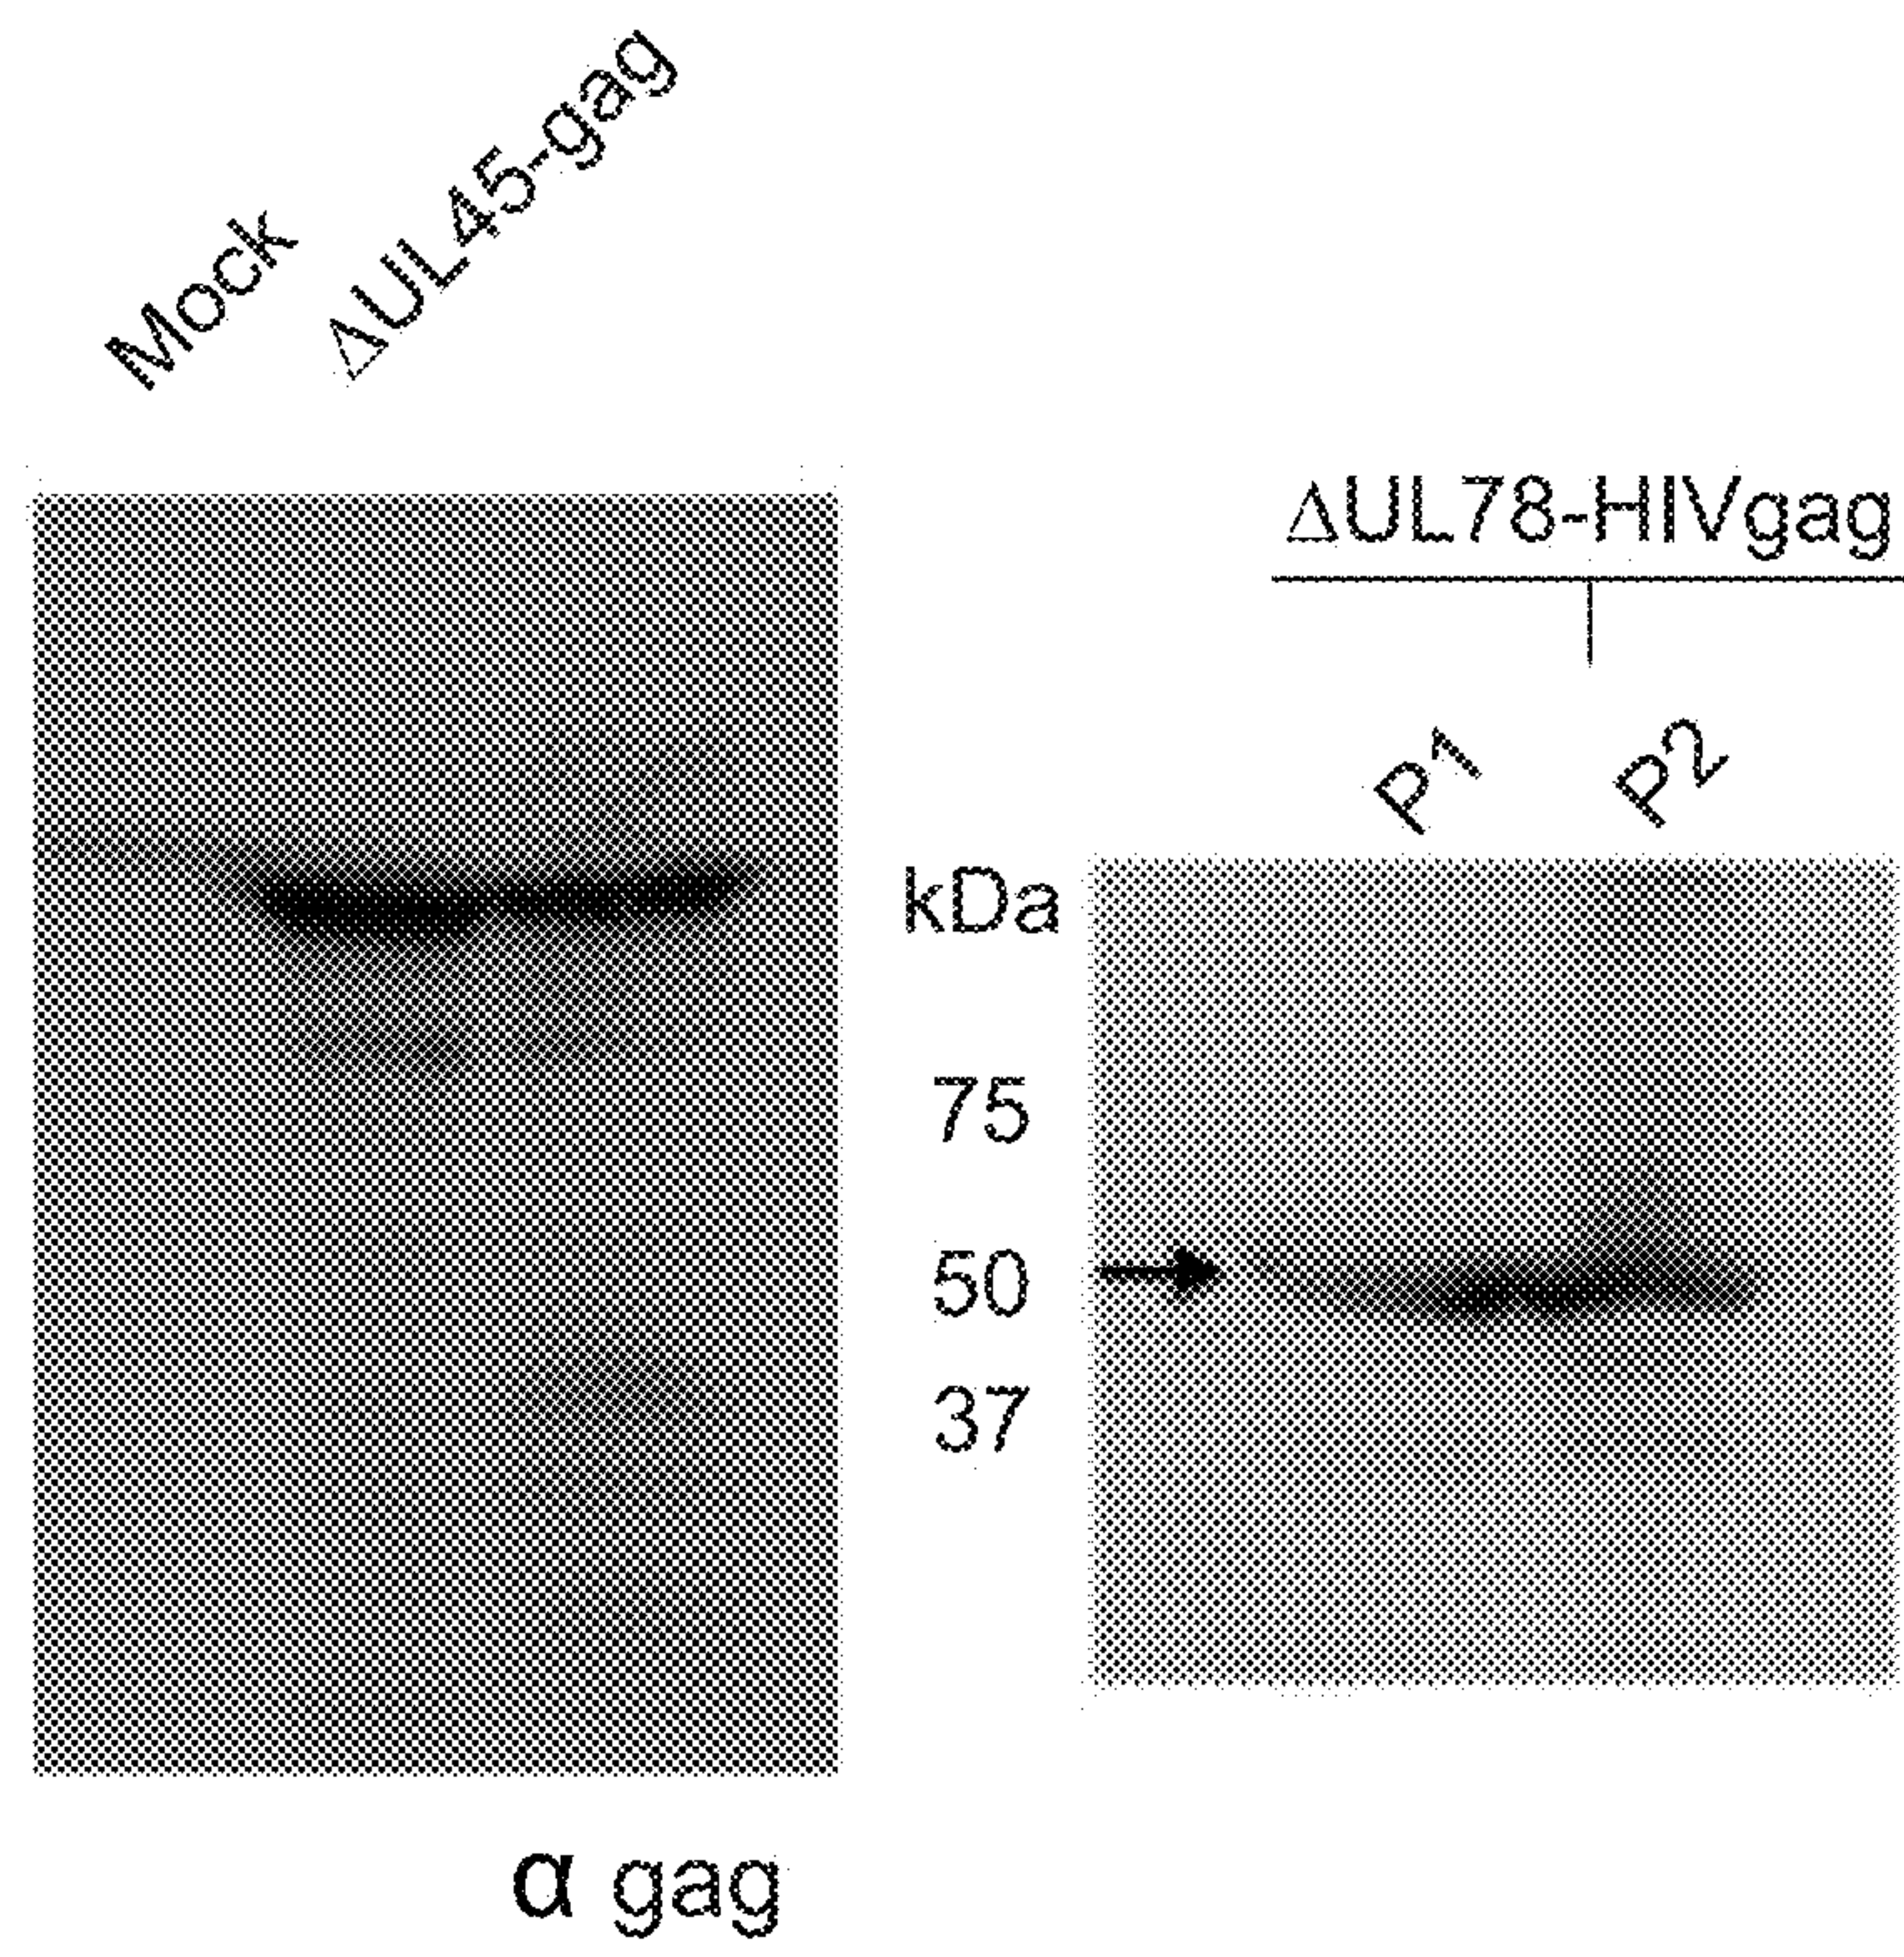 Mock
ΔUL45-gag
ΔUL78-HIVgag
P1
P2
kDa
75
50
37
α gag